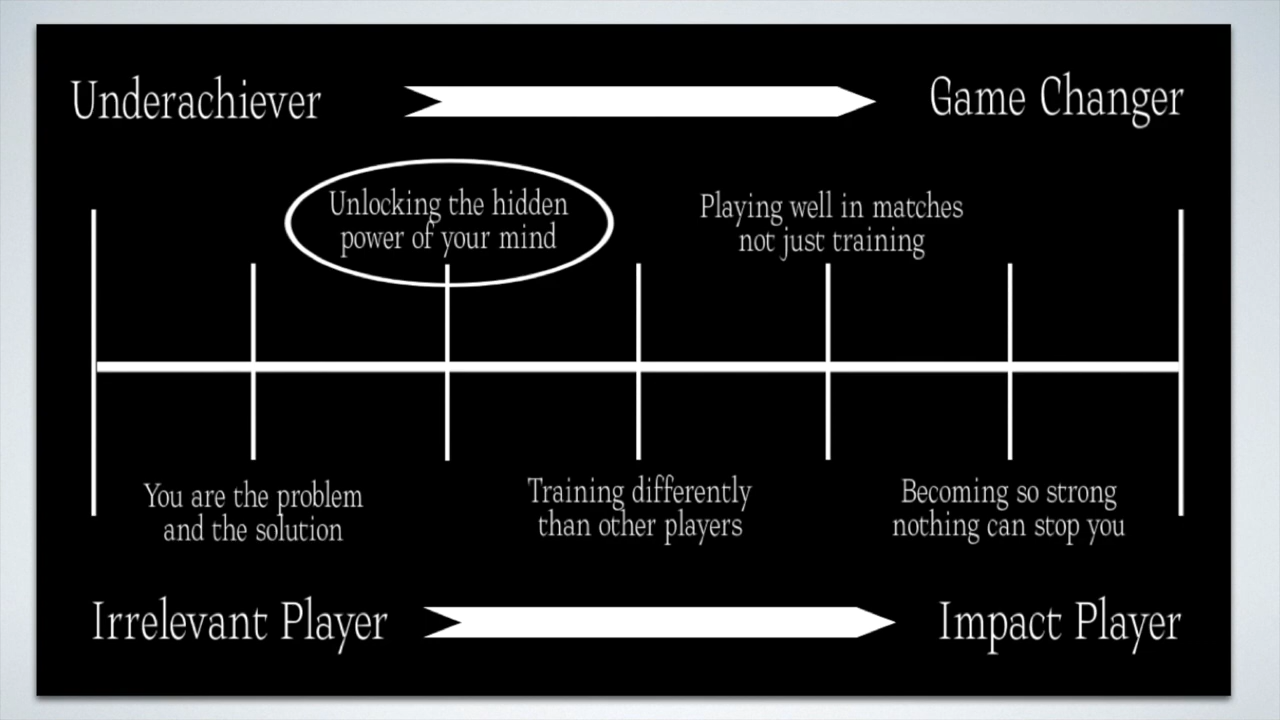 Underachiever
Game Changer
Unlocking the hidden
power of your mind
Playing well in matches
not just training
You are the problem
and the solution
Training differently
than other players
Becoming so strong
nothing can stop you
Irrelevant Player
Impact Player